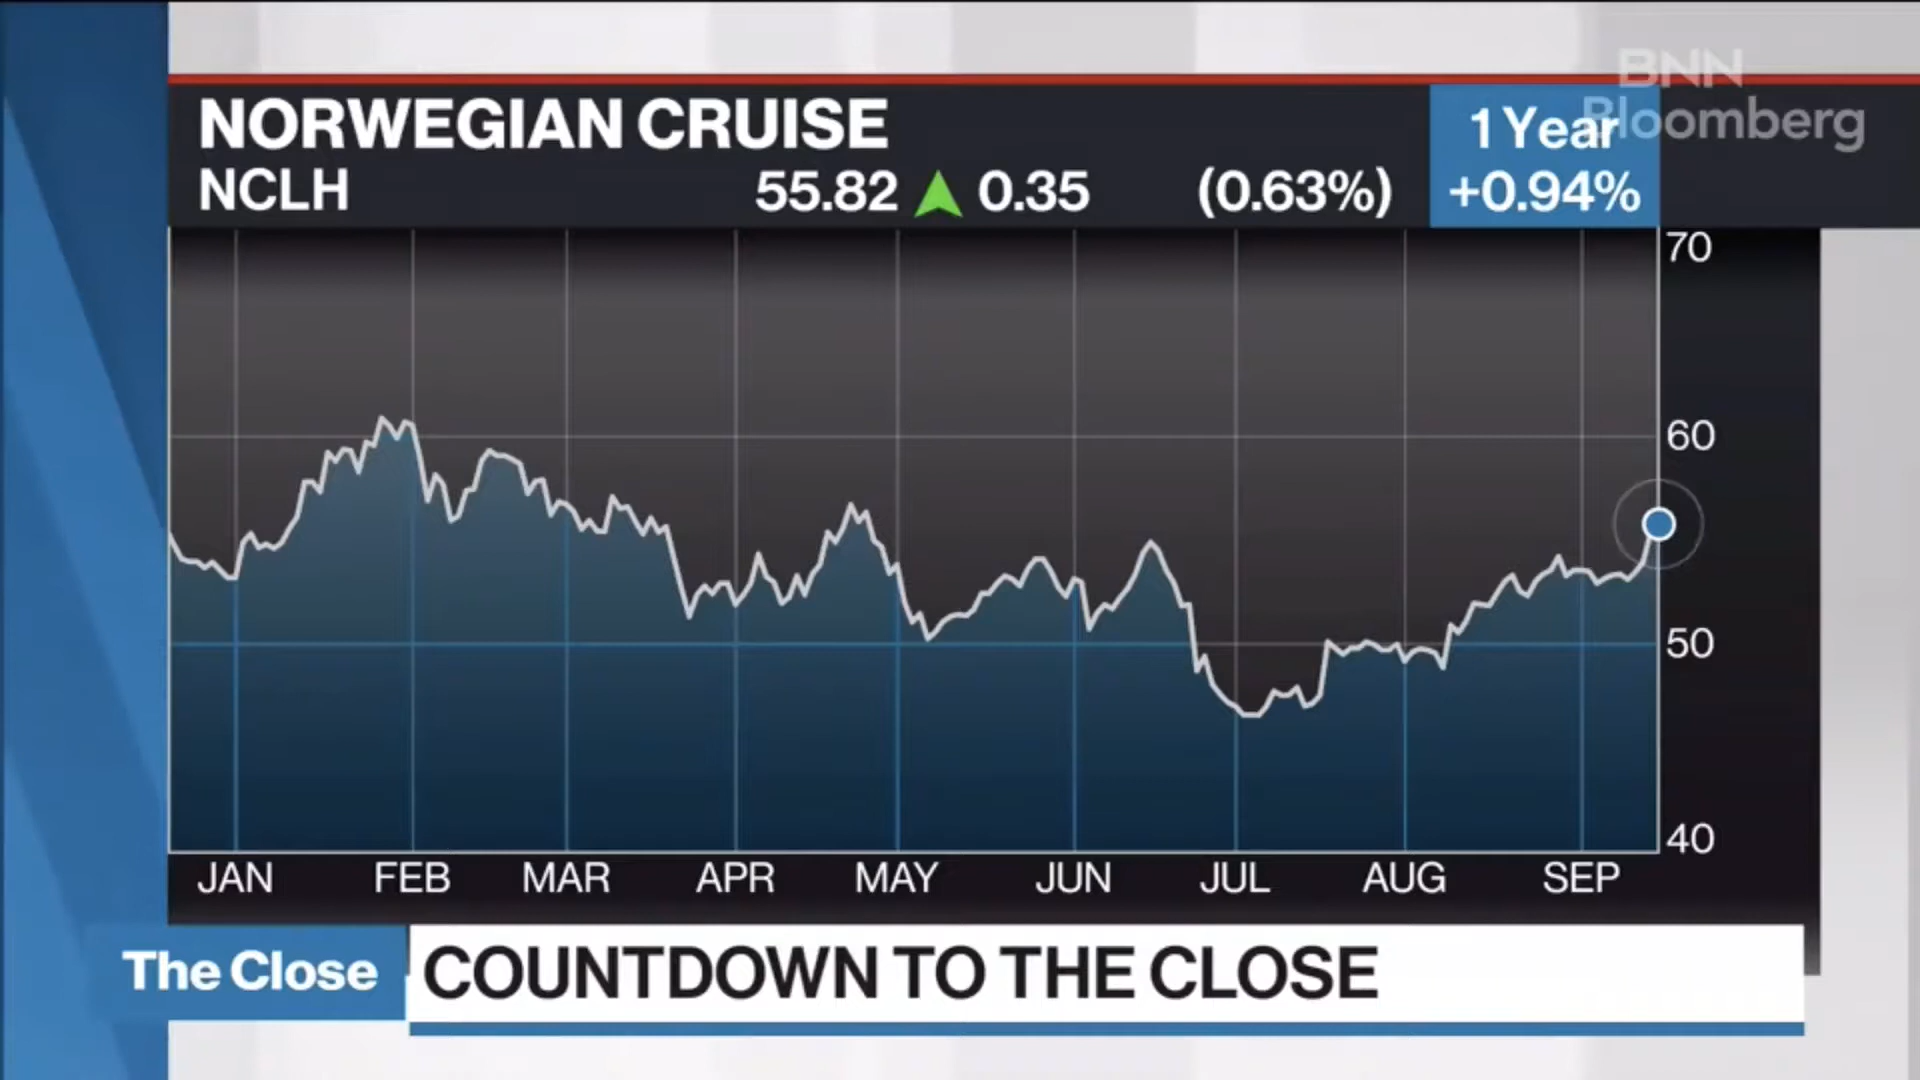 BNN
Bloomberg
NORWEGIAN CRUISE
NCLH 55.82 ▲ 0.35 (0.63%)
1 Year
+0.94%
70
60
50
40
JAN FEB MAR APR MAY JUN JUL AUG SEP
The Close
COUNTDOWN TO THE CLOSE